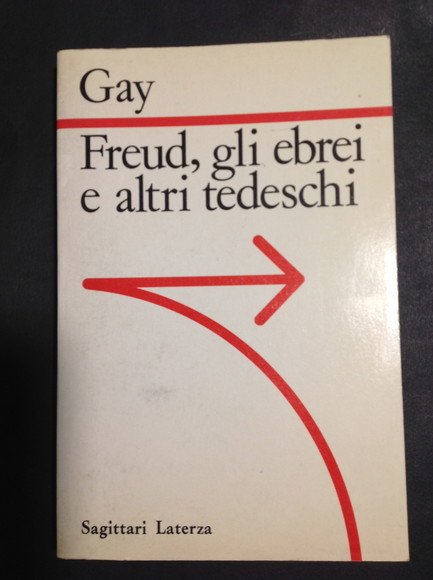 Gay
Freud, gli ebrei
e altri tedeschi
Sagittari Laterza